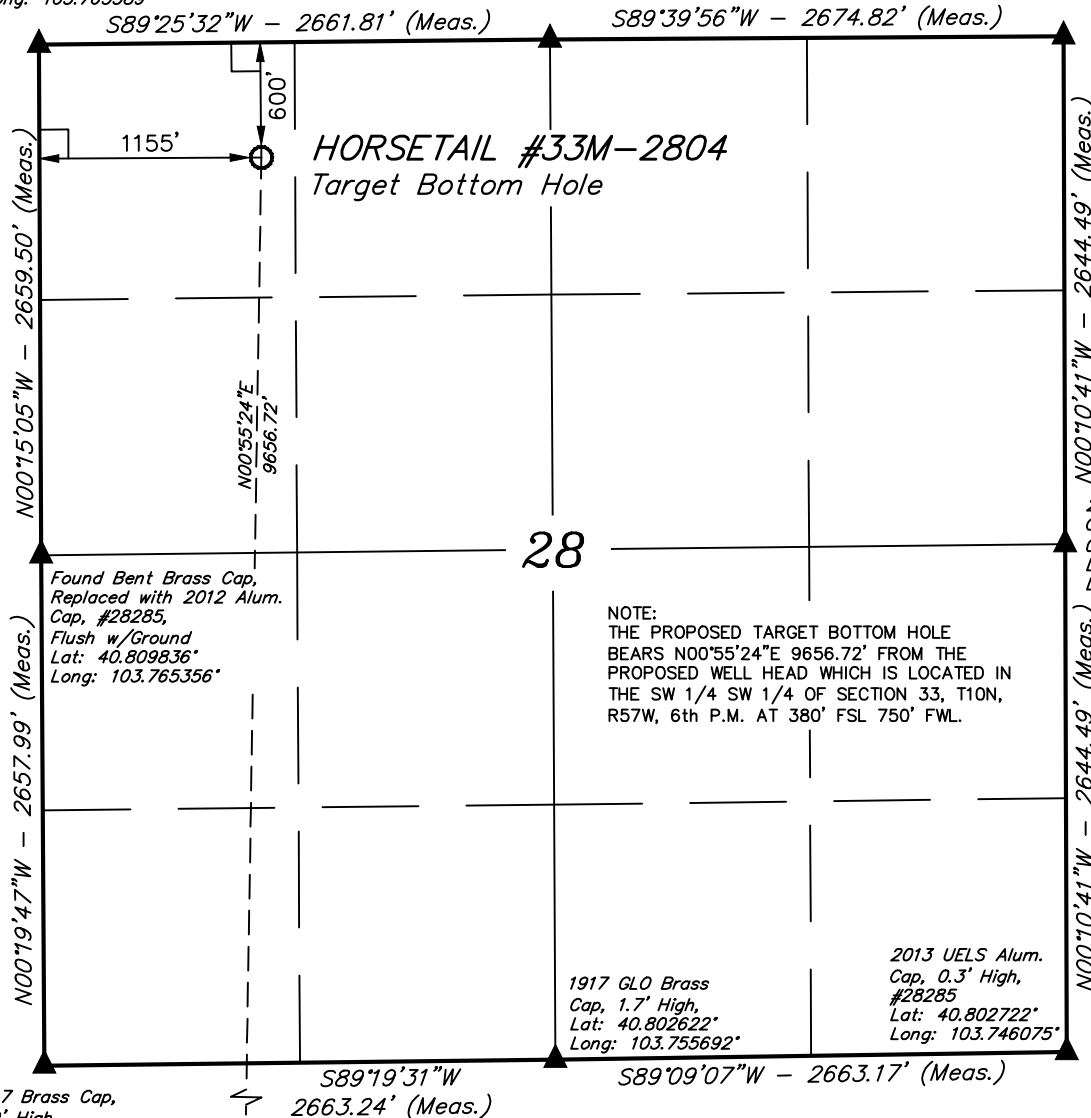 S89°25'32"W - 2661.81' (Meas.)
S89°39'56"W - 2674.82' (Meas.)
600'
1155'
HORSETAIL #33M-2804
Target Bottom Hole
N00°15'05"W - 2659.50' (Meas.)
N00°10'41"W - 2644.49' (Meas.)
N00°55'24"E
9656.72'
28
Found Bent Brass Cap,
Replaced with 2012 Alum.
Cap, #28285,
Flush w/Ground
Lat: 40.809836°
Long: 103.765356°
NOTE:
THE PROPOSED TARGET BOTTOM HOLE
BEARS N00°55'24"E 9656.72' FROM THE
PROPOSED WELL HEAD WHICH IS LOCATED IN
THE SW 1/4 SW 1/4 OF SECTION 33, T10N,
R57W, 6th P.M. AT 380' FSL 750' FWL.
N00°19'47"W - 2657.99' (Meas.)
N00°10'41"W - 2644.49' (Meas.)
1917 GLO Brass
Cap, 1.7' High,
Lat: 40.802622°
Long: 103.755692°
2013 UELS Alum.
Cap, 0.3' High,
#28285
Lat: 40.802722°
Long: 103.746075°
S89°19'31"W
2663.24' (Meas.)
S89°09'07"W - 2663.17' (Meas.)
7 Brass Cap,
' High